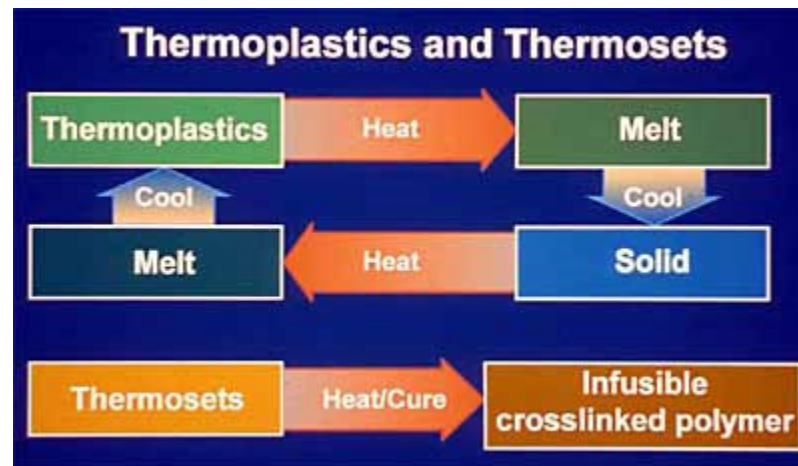 Thermoplastics and Thermosets
Thermoplastics
Heat
Melt
Cool
Cool
Melt
Heat
Solid
Thermosets
Heat/Cure
Infusible
crosslinked polymer